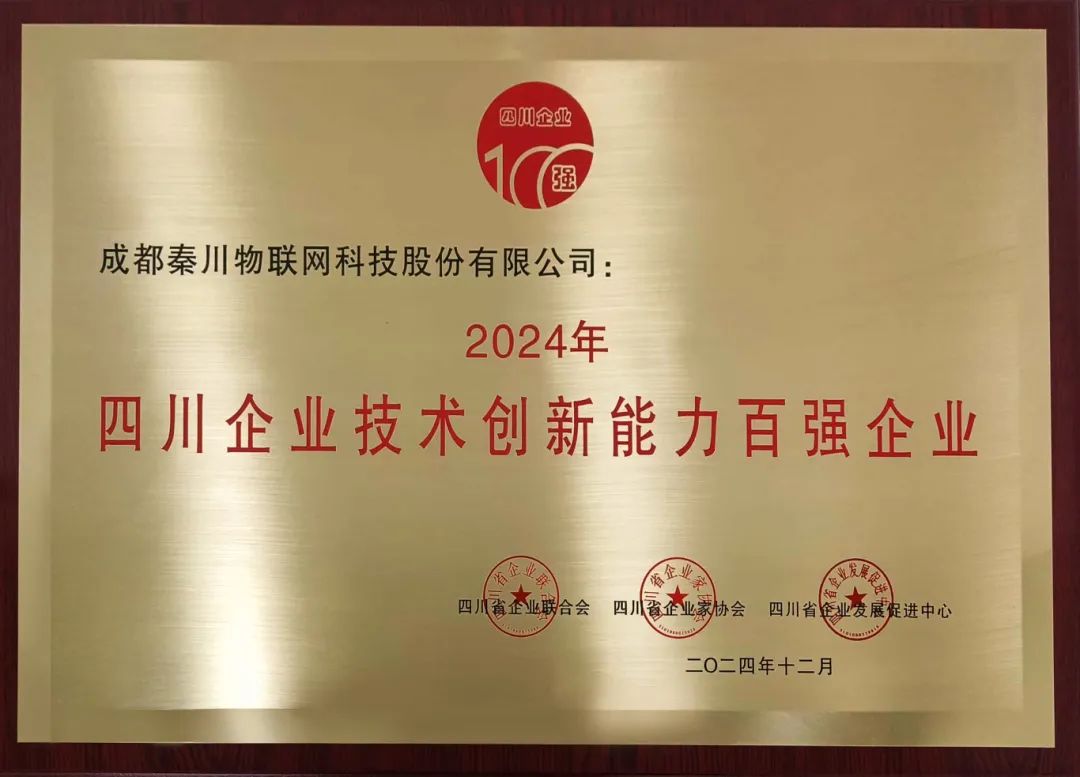 四川企业
100强
成都秦川物联网科技股份有限公司：
2024年
四川企业技术创新能力百强企业
四川省企业联合会 四川省企业家协会 四川省企业发展促进中心
二〇二四年十二月